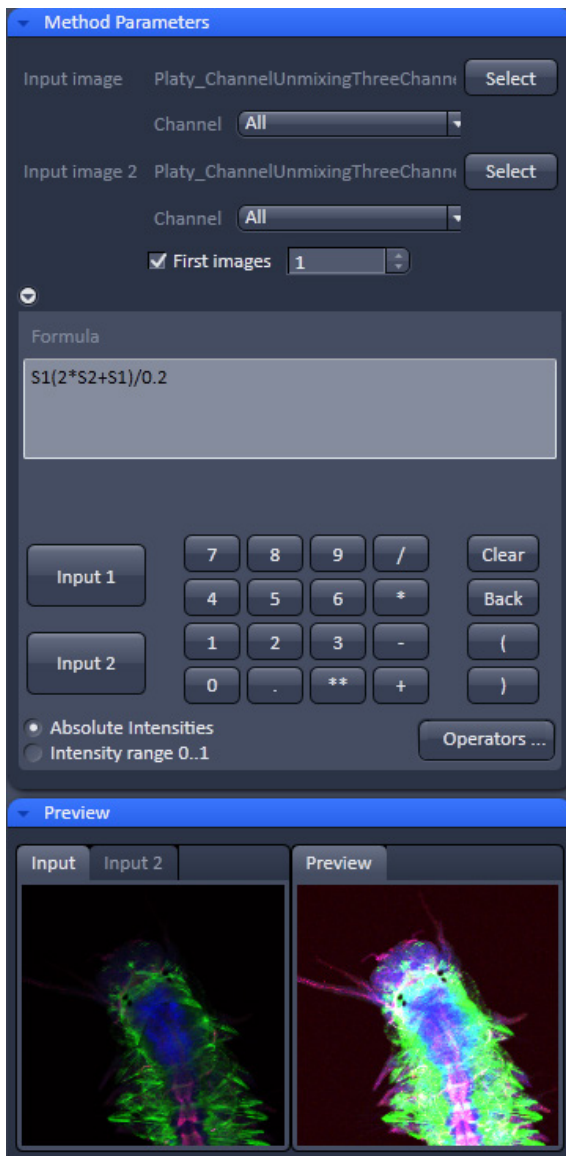 Method Parameters
Input image Platy_ChannelUnmixingThreeChann Select
Channel All
Input image 2 Platy_ChannelUnmixingThreeChann Select
Channel All
First images 1
Formula
S1(2*S2+S1)/0.2
Input 1
Input 2
7 8 9 / Clear
4 5 6 * Back
1 2 3 - (
0 . ** + )
Absolute Intensities
Intensity range 0..1
Operators ...
Preview
Input Input 2 Preview